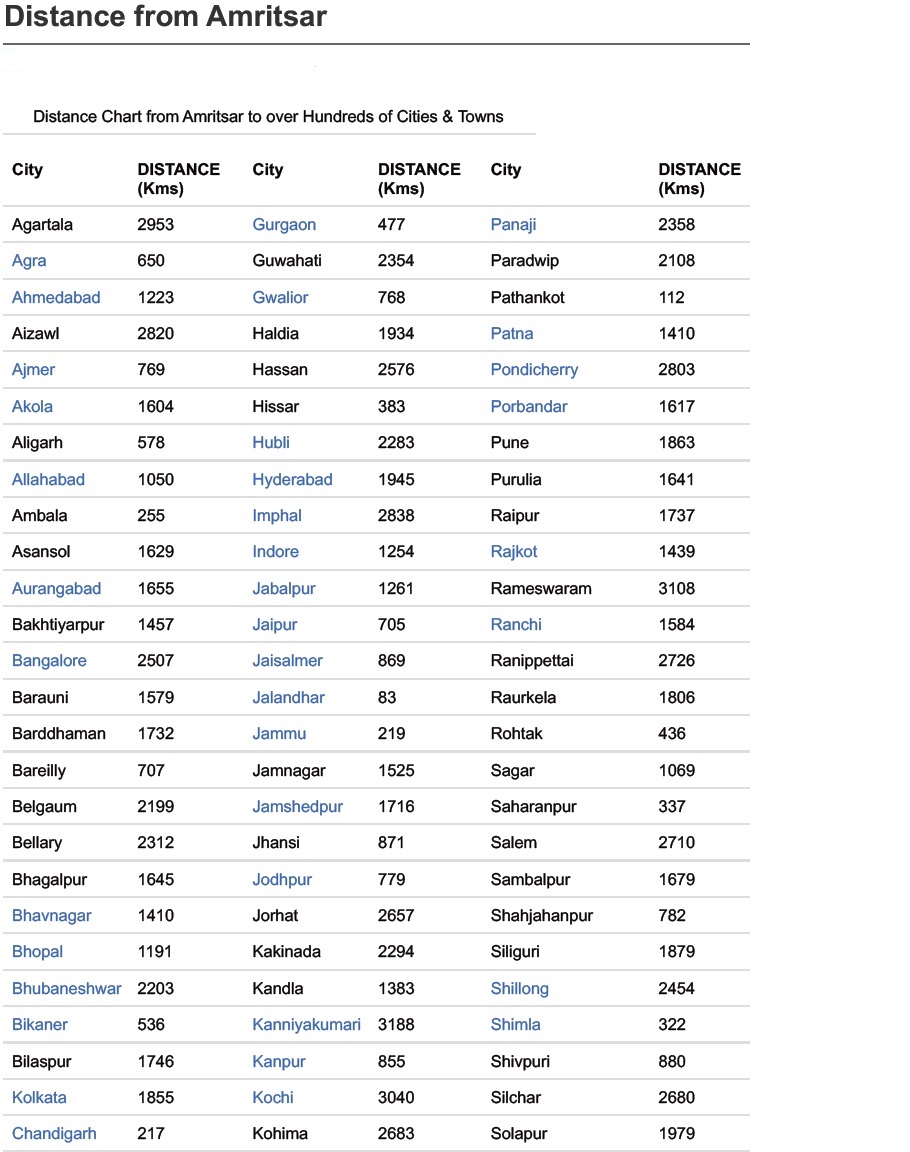 Distance from Amritsar
Distance Chart from Amritsar to over Hundreds of Cities & Towns
City DISTANCE (Kms) City DISTANCE (Kms) City DISTANCE (Kms)
Agartala 2953 Gurgaon 477 Panaji 2358
Agra 650 Guwahati 2354 Paradwip 2108
Ahmedabad 1223 Gwalior 768 Pathankot 112
Aizawl 2820 Haldia 1934 Patna 1410
Ajmer 769 Hassan 2576 Pondicherry 2803
Akola 1604 Hissar 383 Porbandar 1617
Aligarh 578 Hubli 2283 Pune 1863
Allahabad 1050 Hyderabad 1945 Purulia 1641
Ambala 255 Imphal 2838 Raipur 1737
Asansol 1629 Indore 1254 Rajkot 1439
Aurangabad 1655 Jabalpur 1261 Rameswaram 3108
Bakhtiyarpur 1457 Jaipur 705 Ranchi 1584
Bangalore 2507 Jaisalmer 869 Ranippettai 2726
Barauni 1579 Jalandhar 83 Raurkela 1806
Barddhaman 1732 Jammu 219 Rohtak 436
Bareilly 707 Jamnagar 1525 Sagar 1069
Belgaum 2199 Jamshedpur 1716 Saharanpur 337
Bellary 2312 Jhansi 871 Salem 2710
Bhagalpur 1645 Jodhpur 779 Sambalpur 1679
Bhavnagar 1410 Jorhat 2657 Shahjahanpur 782
Bhopal 1191 Kakinada 2294 Siliguri 1879
Bhubaneshwar 2203 Kandla 1383 Shillong 2454
Bikaner 536 Kanniyakumari 3188 Shimla 322
Bilaspur 1746 Kanpur 855 Shivpuri 880
Kolkata 1855 Kochi 3040 Silchar 2680
Chandigarh 217 Kohima 2683 Solapur 1979